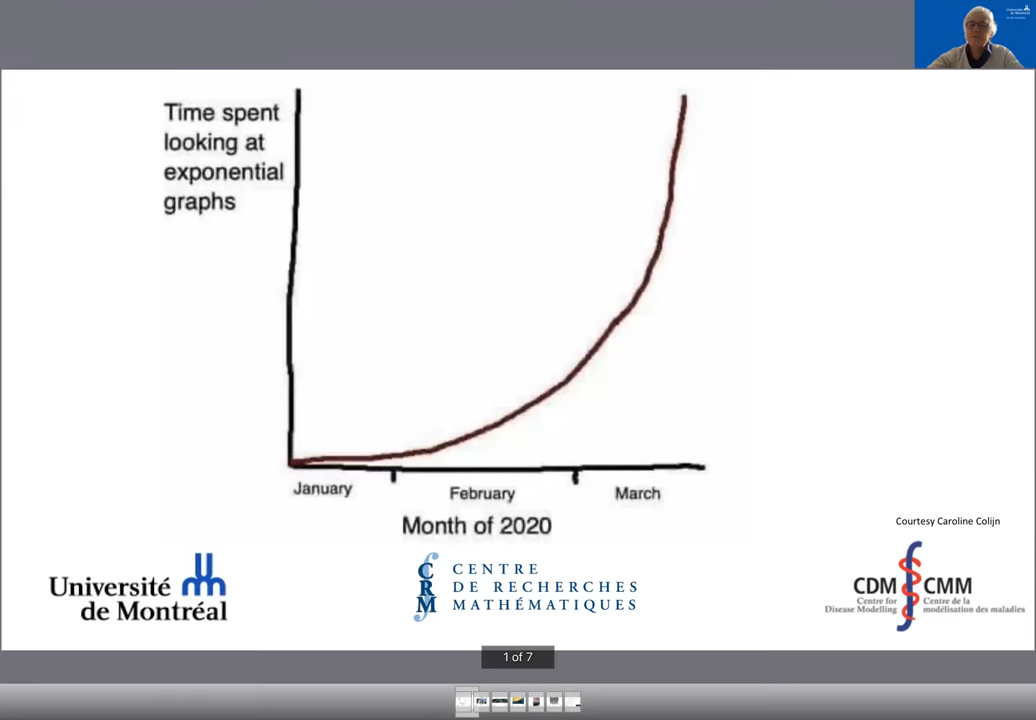 Time spent
looking at
exponential
graphs
January
February
March
Month of 2020
Courtesy Caroline Colijn
Université
de Montréal
CRM
CENTRE
DE RECHERCHES
MATHÉMATIQUES
CDM CMM
Centre for
Disease Modelling
Centre de la
modélisation des maladies
1 of 7